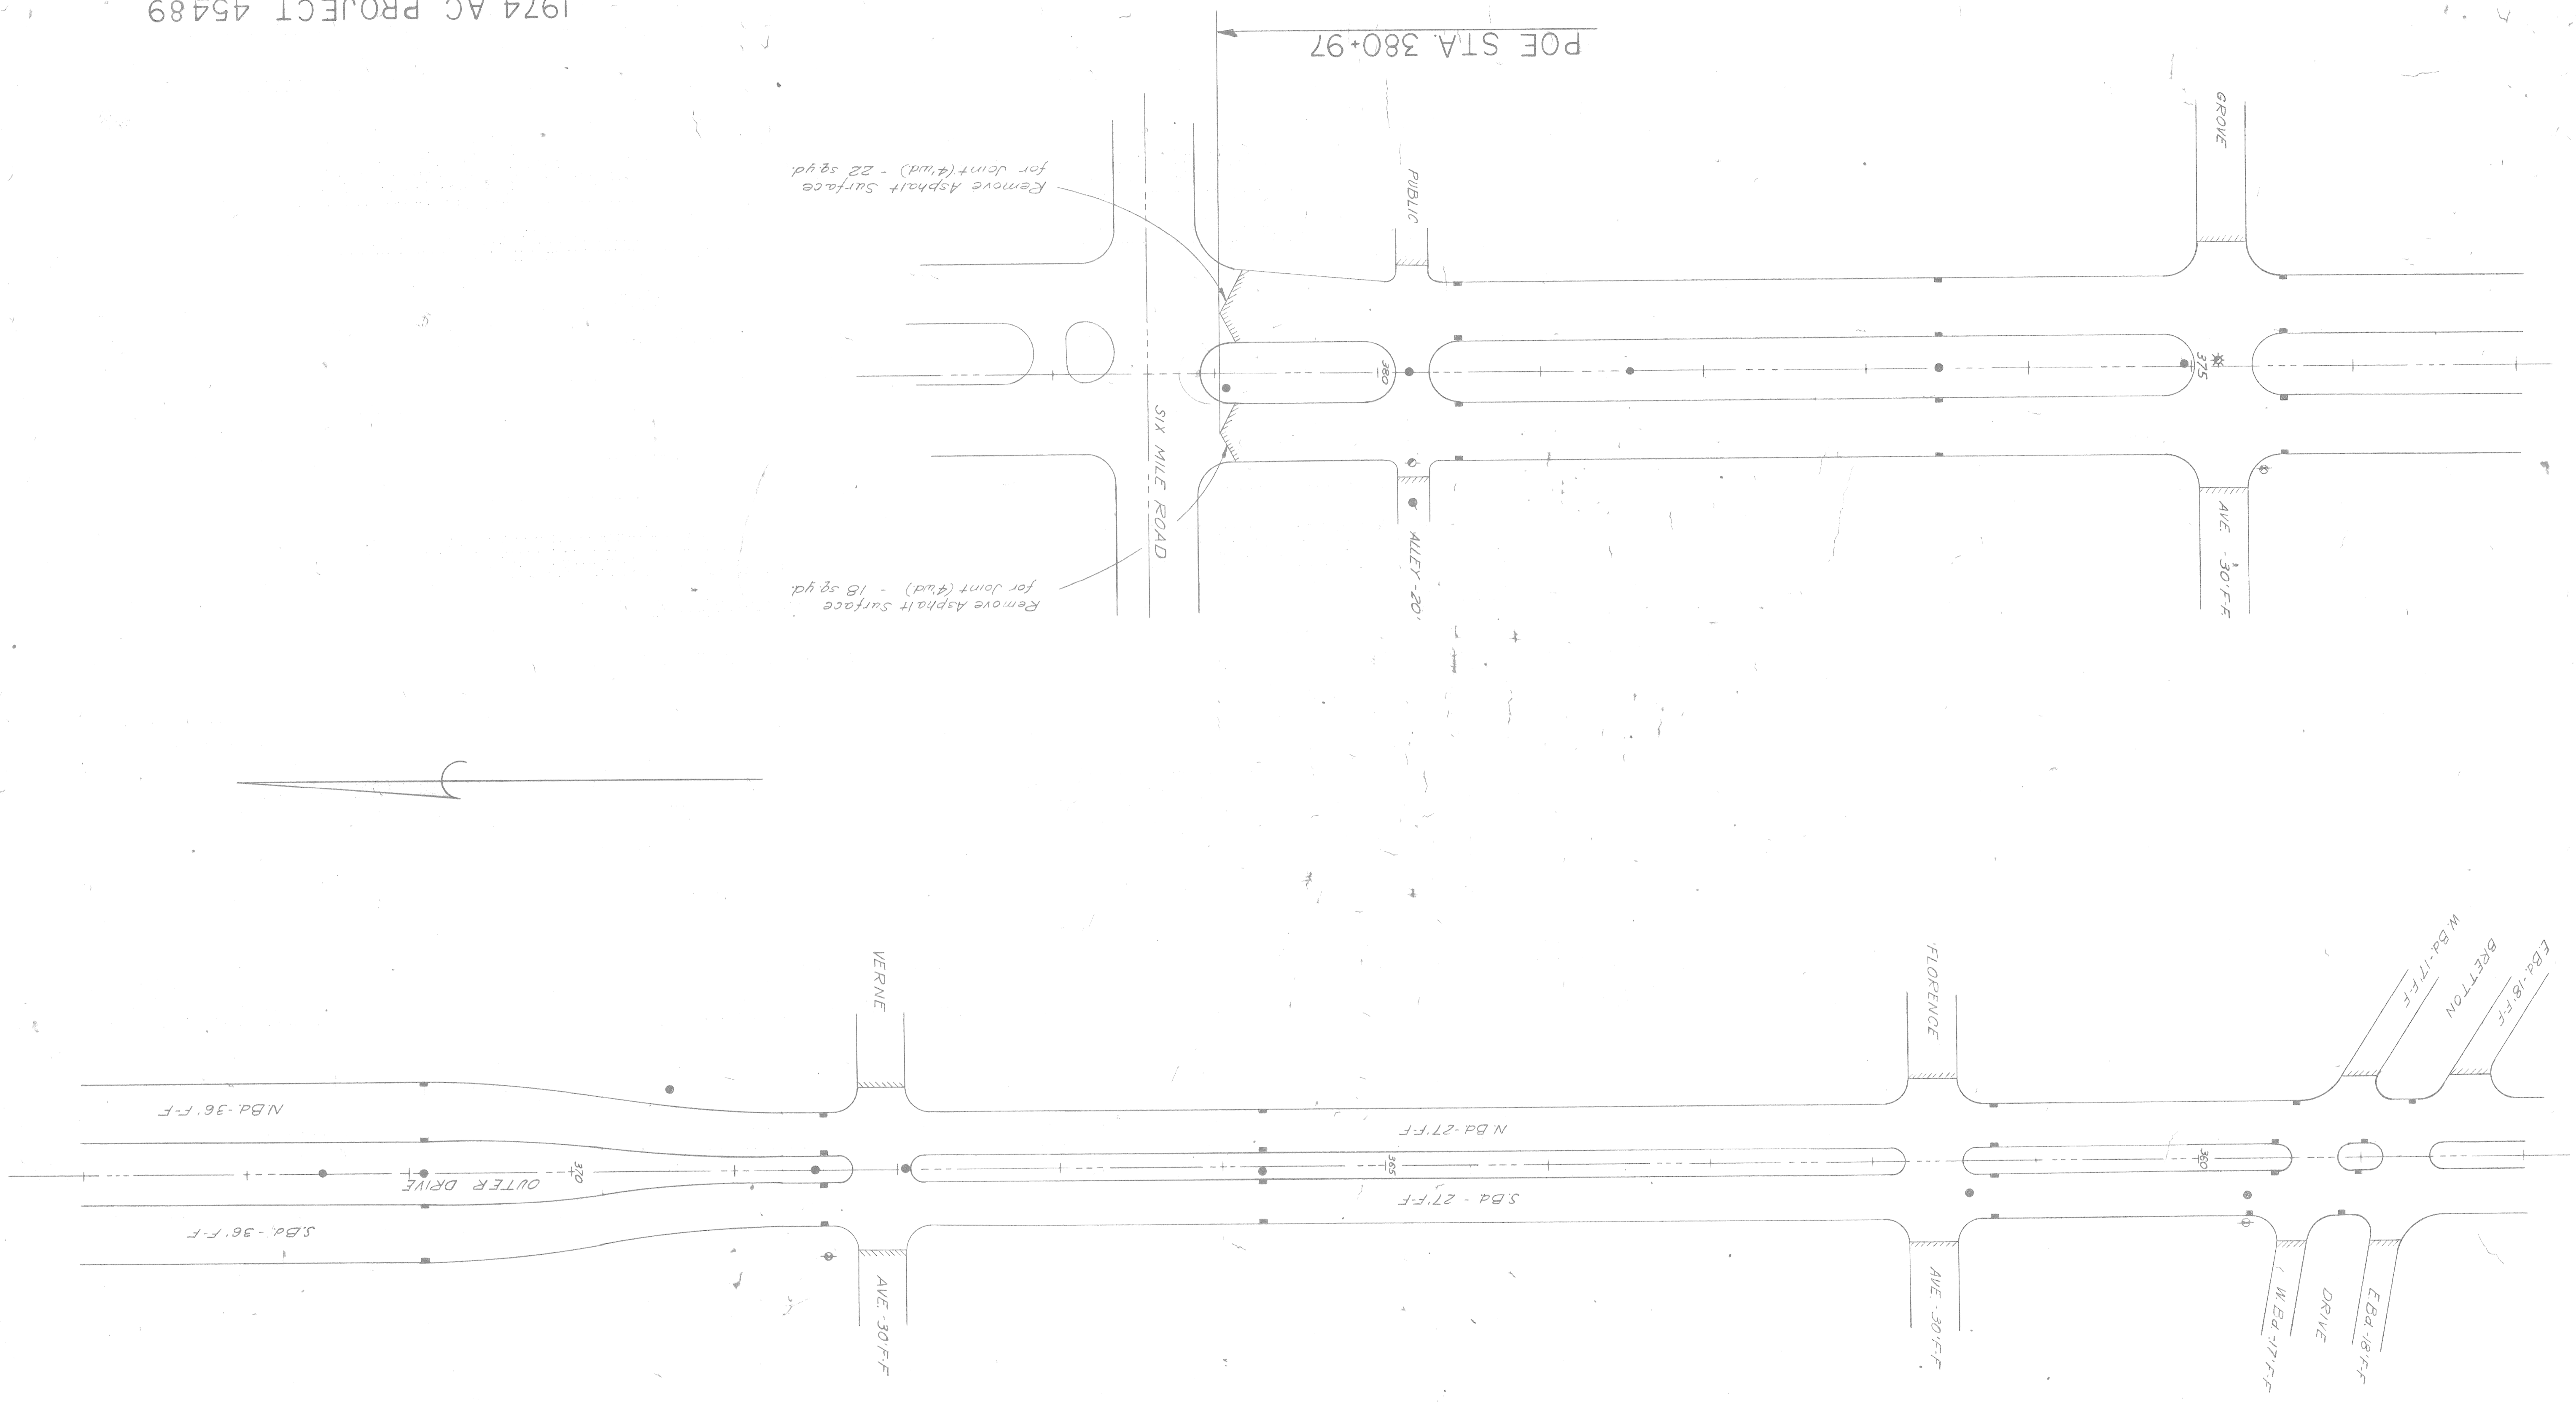 S.Bd. - 36' F-F
OUTER DRIVE
N.Bd. - 36' F-F
370
AVE. - 30' F-F
VERNE
S.Bd. - 27' F-F
N.Bd. - 27' F-F
365
AVE. - 30' F-F
FLORENCE
360
W.Bd. - 17' F-F
DRIVE
E.Bd. - 18' F-F
W.Bd. - 17' F-F
BRETTON
E.Bd. - 18' F-F
AVE. - 30' F-F
GROVE
375
ALLEY - 20'
PUBLIC
380
SIX MILE ROAD
Remove Asphalt Surface
for Joint (4'wd.) - 18 sq.yd.
Remove Asphalt Surface
for Joint (4'wd.) - 22 sq.yd.
POE STA. 380+97
1974 AC PROJECT 45489